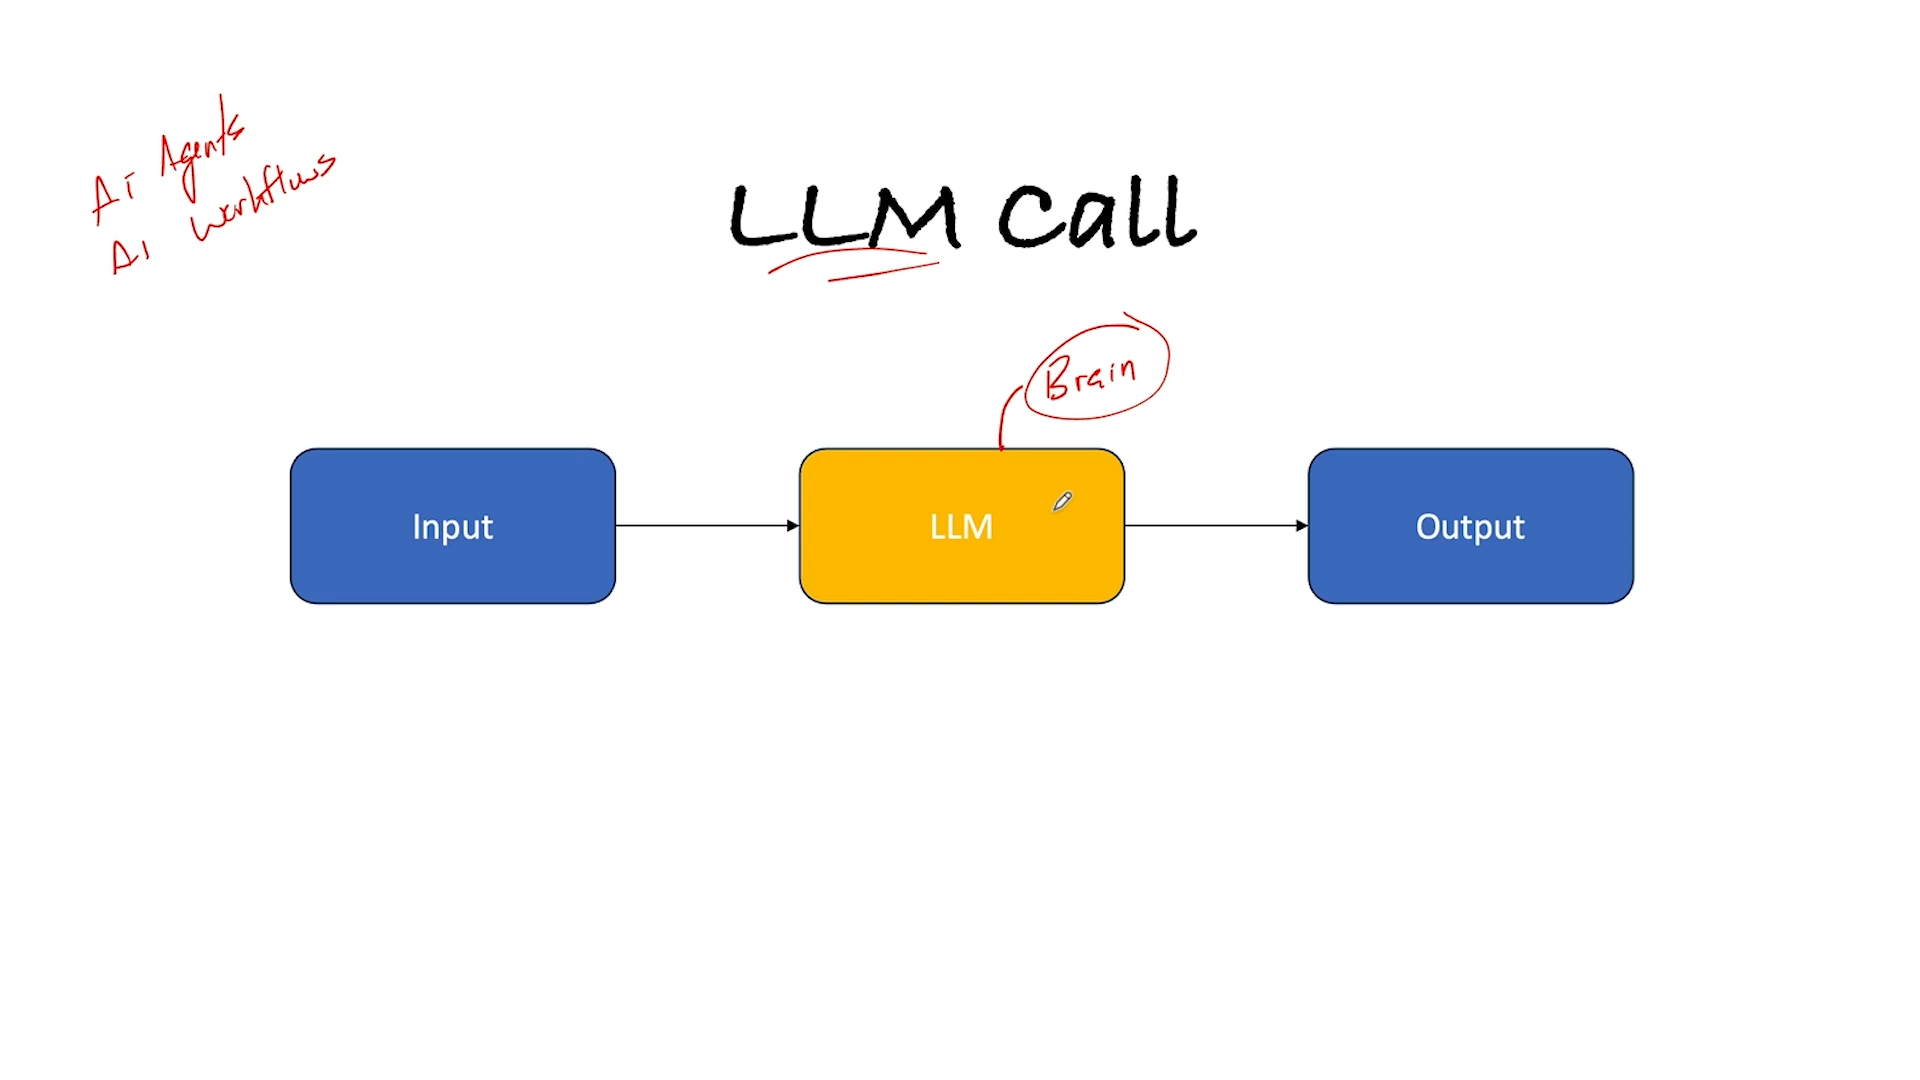 AI Agents
AI Workflows
LLM Call
Brain
Input
LLM
Output